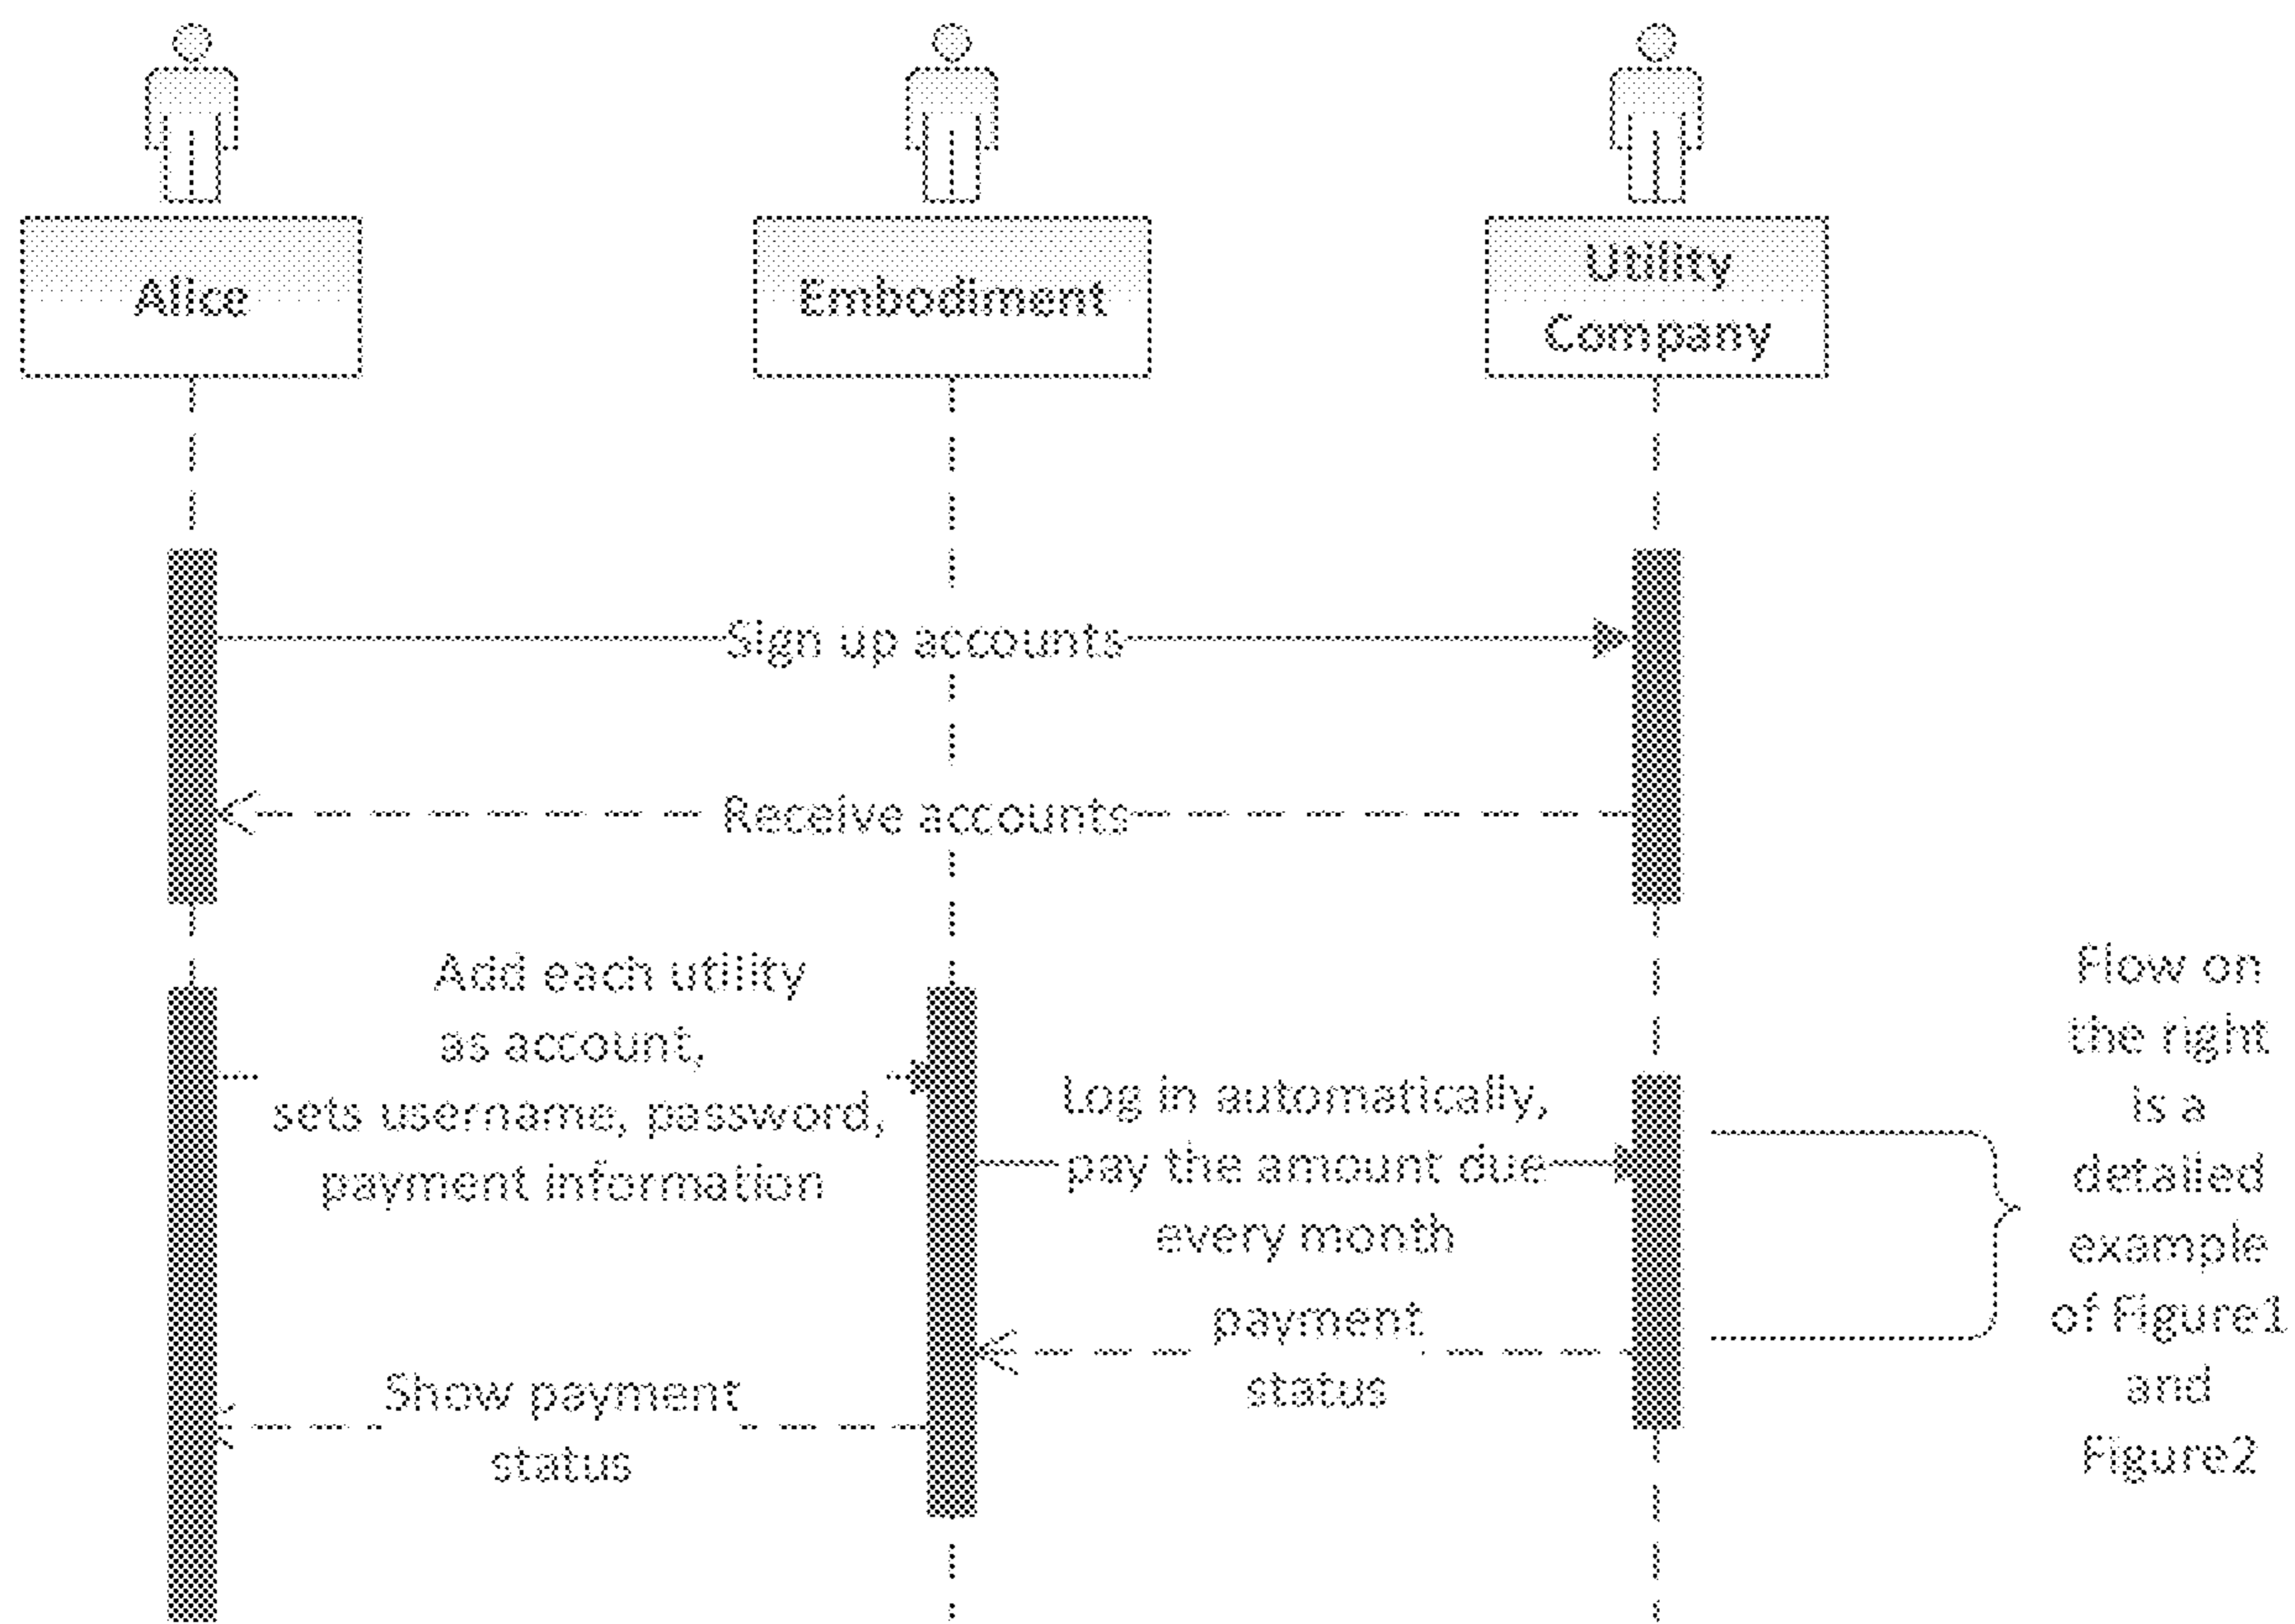 Alice
Embodiment
Utility
Company
Sign up accounts
Receive accounts
Add each utility
as account,
sets username, password,
payment information
Log in automatically,
pay the amount due
every month
payment
status
Show payment
status
Flow on
the right
is a
detailed
example
of Figure1
and
Figure2